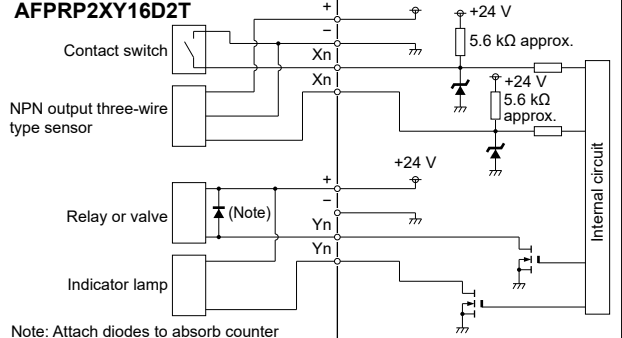 AFPRP2XY16D2T
+
+24 V
−
Contact switch
5.6 kΩ approx.
Xn
Xn
+24 V
5.6 kΩ
approx.
NPN output three-wire
type sensor
+24 V
+
Relay or valve
(Note)
−
Yn
Yn
Internal circuit
Indicator lamp
Note: Attach diodes to absorb counter